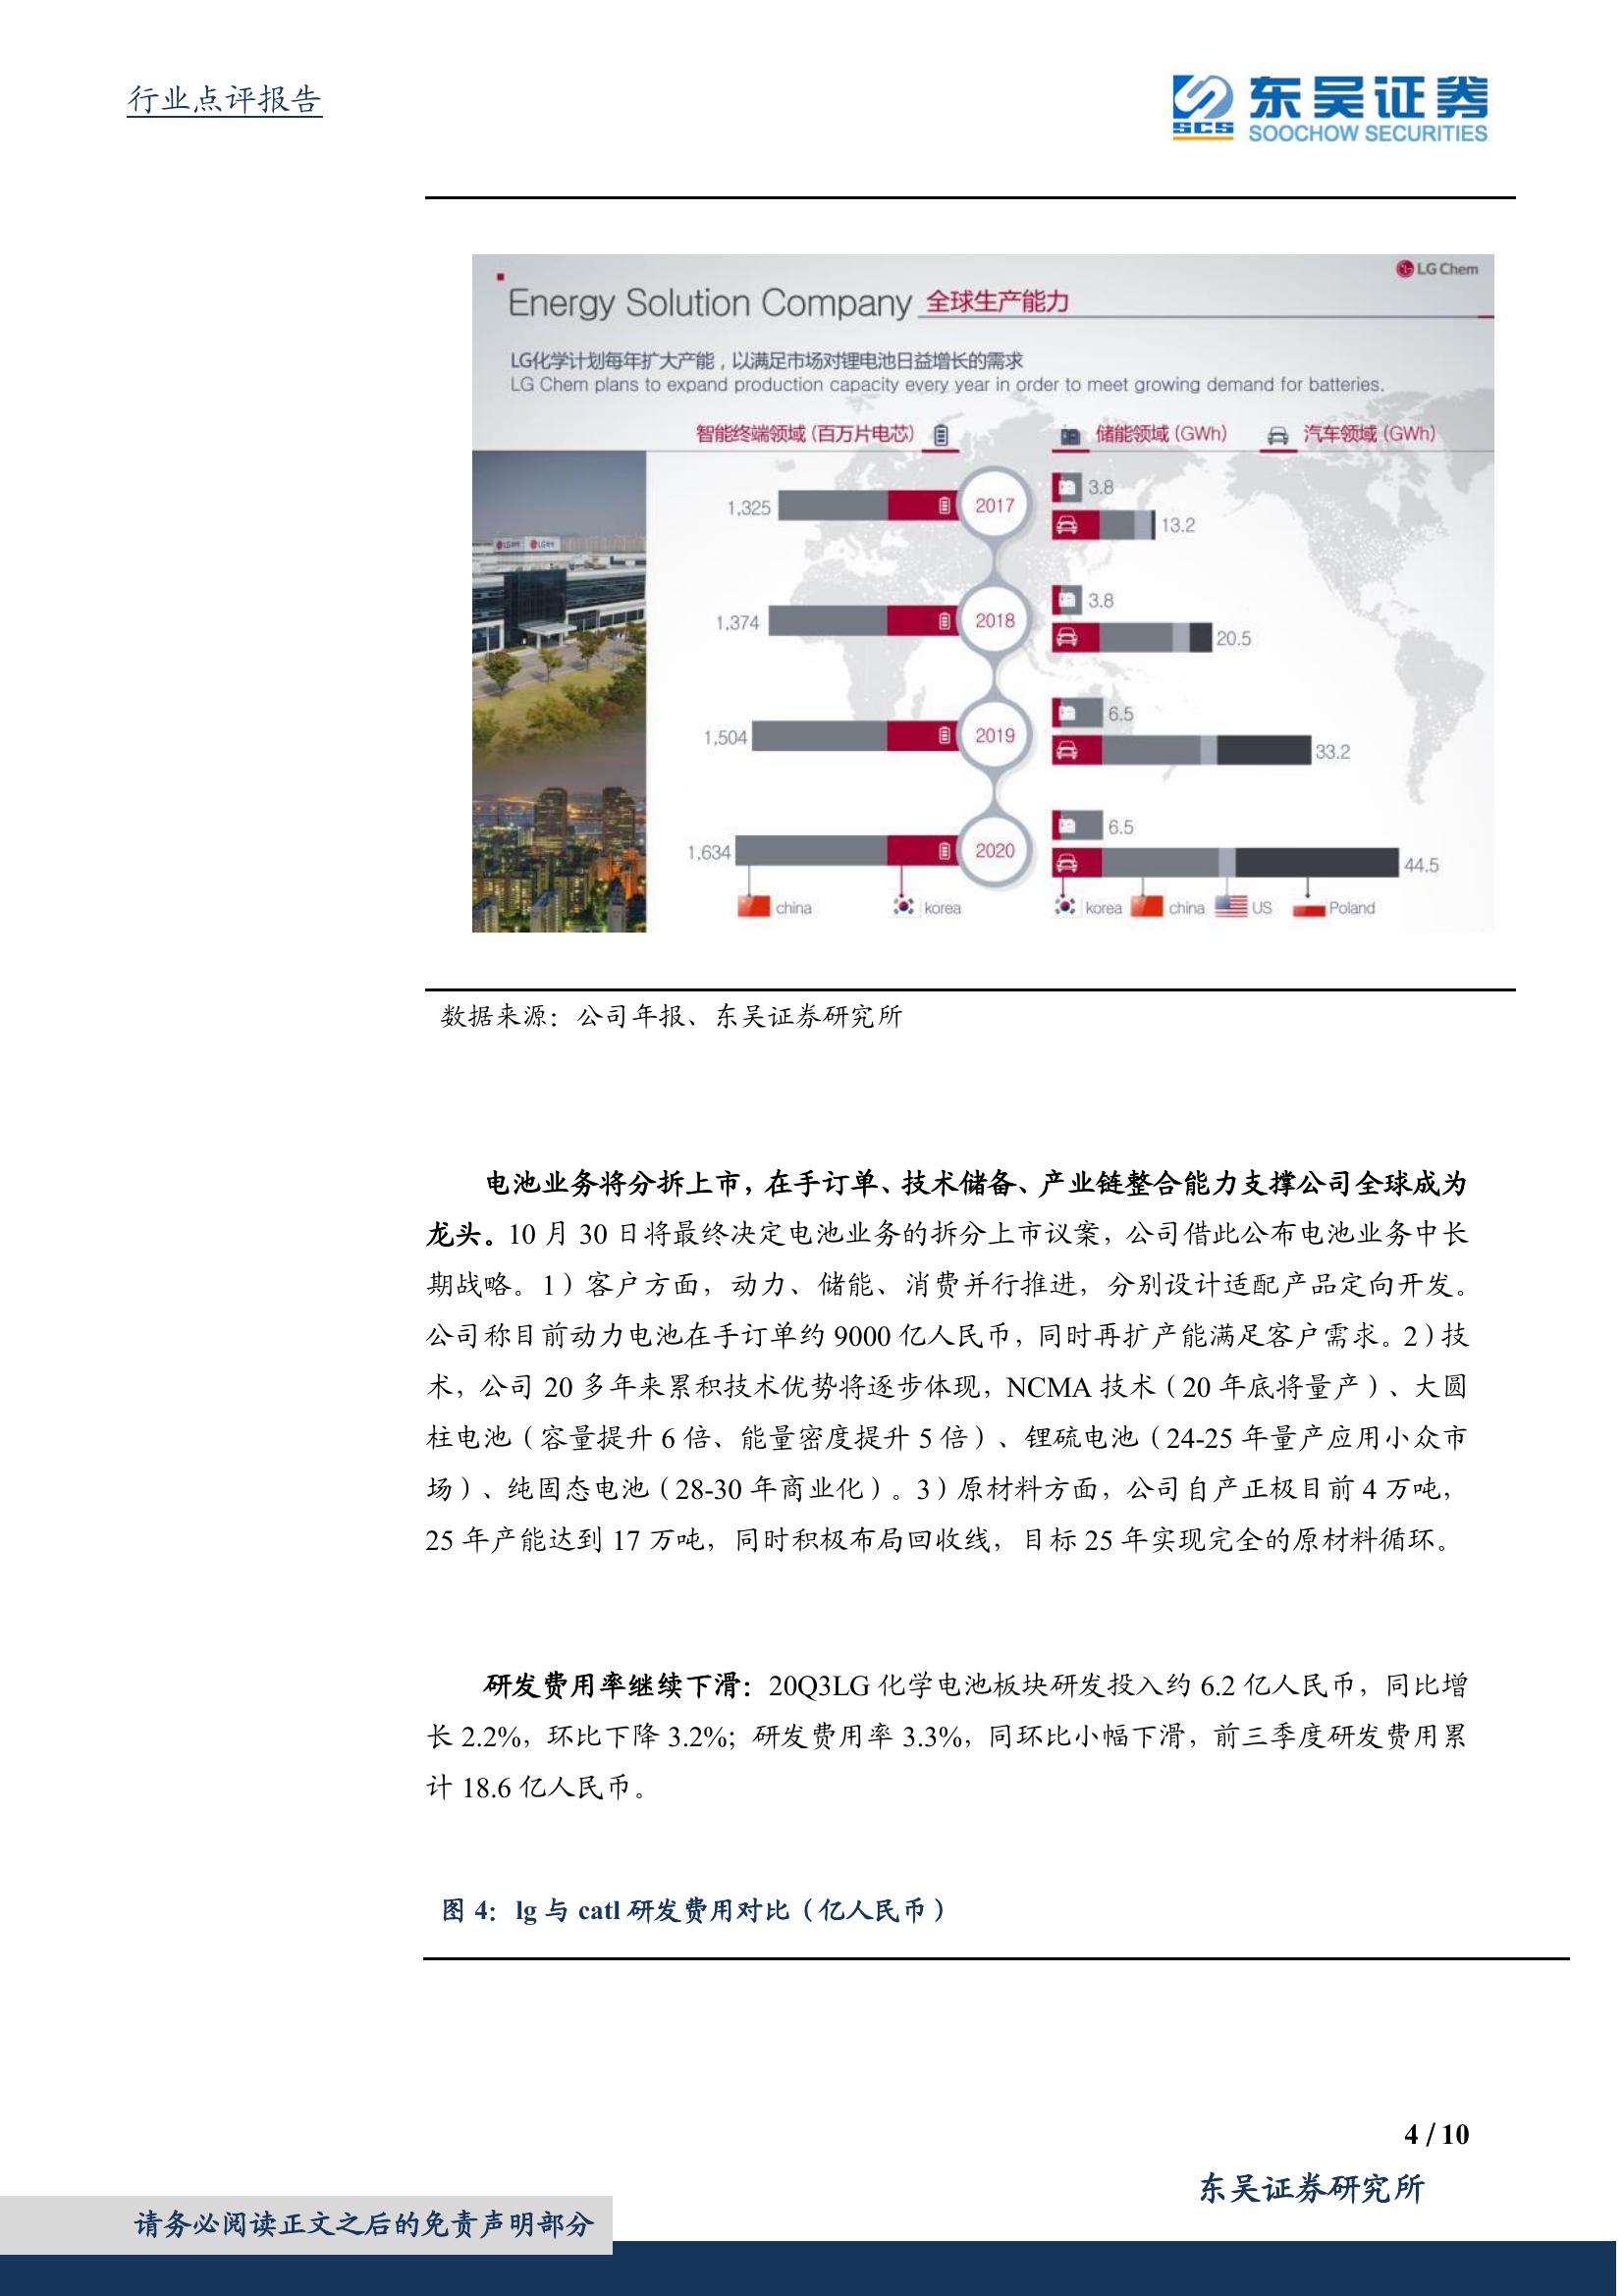 行业点评报告
SCS
东吴证券
SOOCHOW SECURITIES
LG Chem
Energy Solution Company 全球生产能力
LG化学计划每年扩大产能，以满足市场对锂电池日益增长的需求
LG Chem plans to expand production capacity every year in order to meet growing demand for batteries.
智能终端领域 (百万片电芯)
储能领域 (GWh)
汽车领域 (GWh)
1,325
2017
3.8
13.2
1,374
2018
3.8
20.5
1,504
2019
6.5
33.2
1,634
2020
6.5
44.5
china
korea
korea
china
US
Poland
数据来源：公司年报、东吴证券研究所
电池业务将分拆上市，在手订单、技术储备、产业链整合能力支撑公司全球成为
龙头。10 月 30 日将最终决定电池业务的拆分上市议案，公司借此公布电池业务中长
期战略。1）客户方面，动力、储能、消费并行推进，分别设计适配产品定向开发。
公司称目前动力电池在手订单约 9000 亿人民币，同时再扩产能满足客户需求。2）技
术，公司 20 多年来累积技术优势将逐步体现，NCMA 技术（20 年底将量产）、大圆
柱电池（容量提升 6 倍、能量密度提升 5 倍）、锂硫电池（24-25 年量产应用小众市
场）、纯固态电池（28-30 年商业化）。3）原材料方面，公司自产正极目前 4 万吨，
25 年产能达到 17 万吨，同时积极布局回收线，目标 25 年实现完全的原材料循环。
研发费用率继续下滑：20Q3LG 化学电池板块研发投入约 6.2 亿人民币，同比增
长 2.2%，环比下降 3.2%；研发费用率 3.3%，同环比小幅下滑，前三季度研发费用累
计 18.6 亿人民币。
图 4：lg 与 catl 研发费用对比（亿人民币）
4 / 10
东吴证券研究所
请务必阅读正文之后的免责声明部分